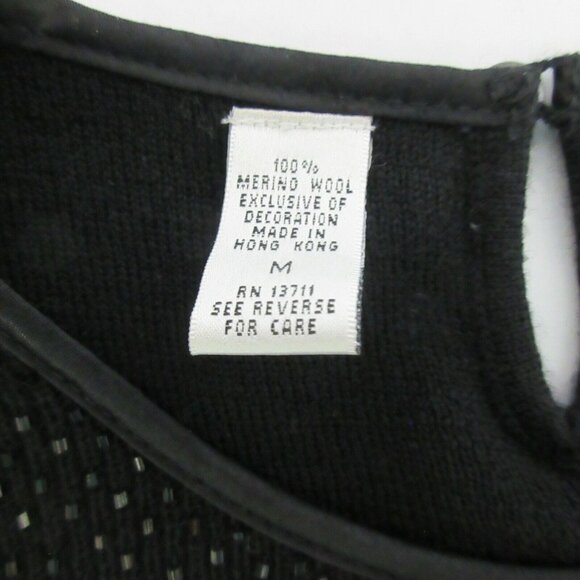 100%
MERINO WOOL
EXCLUSIVE OF
DECORATION
MADE IN
HONG KONG
M
RN 13711
SEE REVERSE
FOR CARE